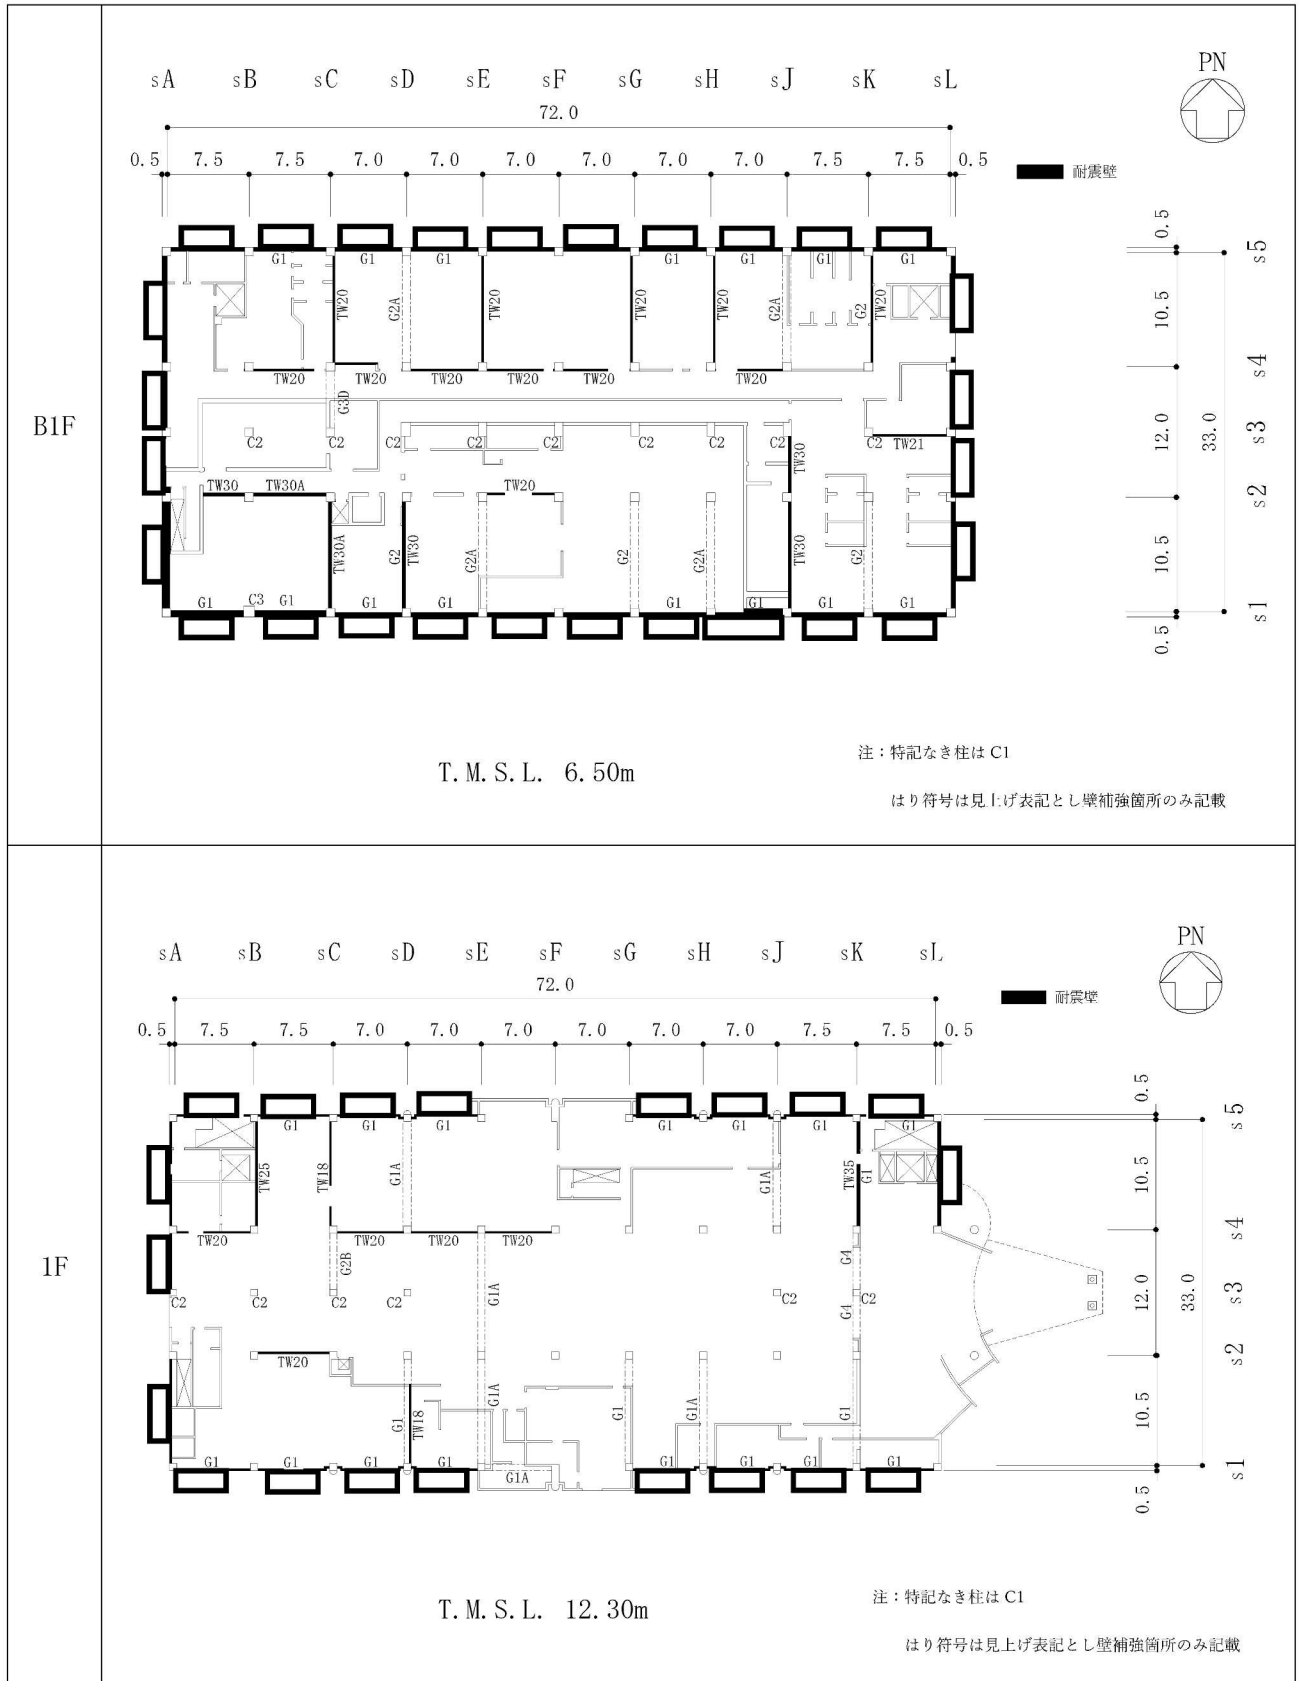 B1F
sA sB sC sD sE sF sG sH sJ sK sL
PN
72.0
0.5 7.5 7.5 7.0 7.0 7.0 7.0 7.0 7.0 7.5 7.5 0.5
耐震壁
G1 G1 G1 G1 G1 G1
TW20 G2A TW20 TW20 TW20 G2A G2 TW20
TW20 TW20 TW20 TW20 TW20 TW20
G3D
C2 C2 C2 C2 C2 C2 C2 C2 C2 TW21
TW30
TW30 TW30A TW20
TW30A G2 TW30 G2A G2 G2A TW30 G2
G1 C3 G1 G1 G1 G1 G1 G1 G1
0.5 10.5 12.0 10.5 0.5
33.0
s5 s4 s3 s2 s1
T.M.S.L. 6.50m
注：特記なき柱は C1
はり符号は見上げ表記とし壁補強箇所のみ記載
1F
sA sB sC sD sE sF sG sH sJ sK sL
PN
72.0
0.5 7.5 7.5 7.0 7.0 7.0 7.0 7.0 7.0 7.5 7.5 0.5
耐震壁
G1 G1 G1 G1 G1 G1 G1
TW25 TW18 G1A G1A TW35 G1
TW20 TW20 TW20 TW20
G2B G1A G4
C2 C2 C2 C2 C2 C2
G4
TW20
G1 TW18 G1A G1 G1A G1
G1 G1 G1 G1 G1A G1 G1 G1 G1
0.5 10.5 12.0 10.5 0.5
33.0
s5 s4 s3 s2 s1
T.M.S.L. 12.30m
注：特記なき柱は C1
はり符号は見上げ表記とし壁補強箇所のみ記載